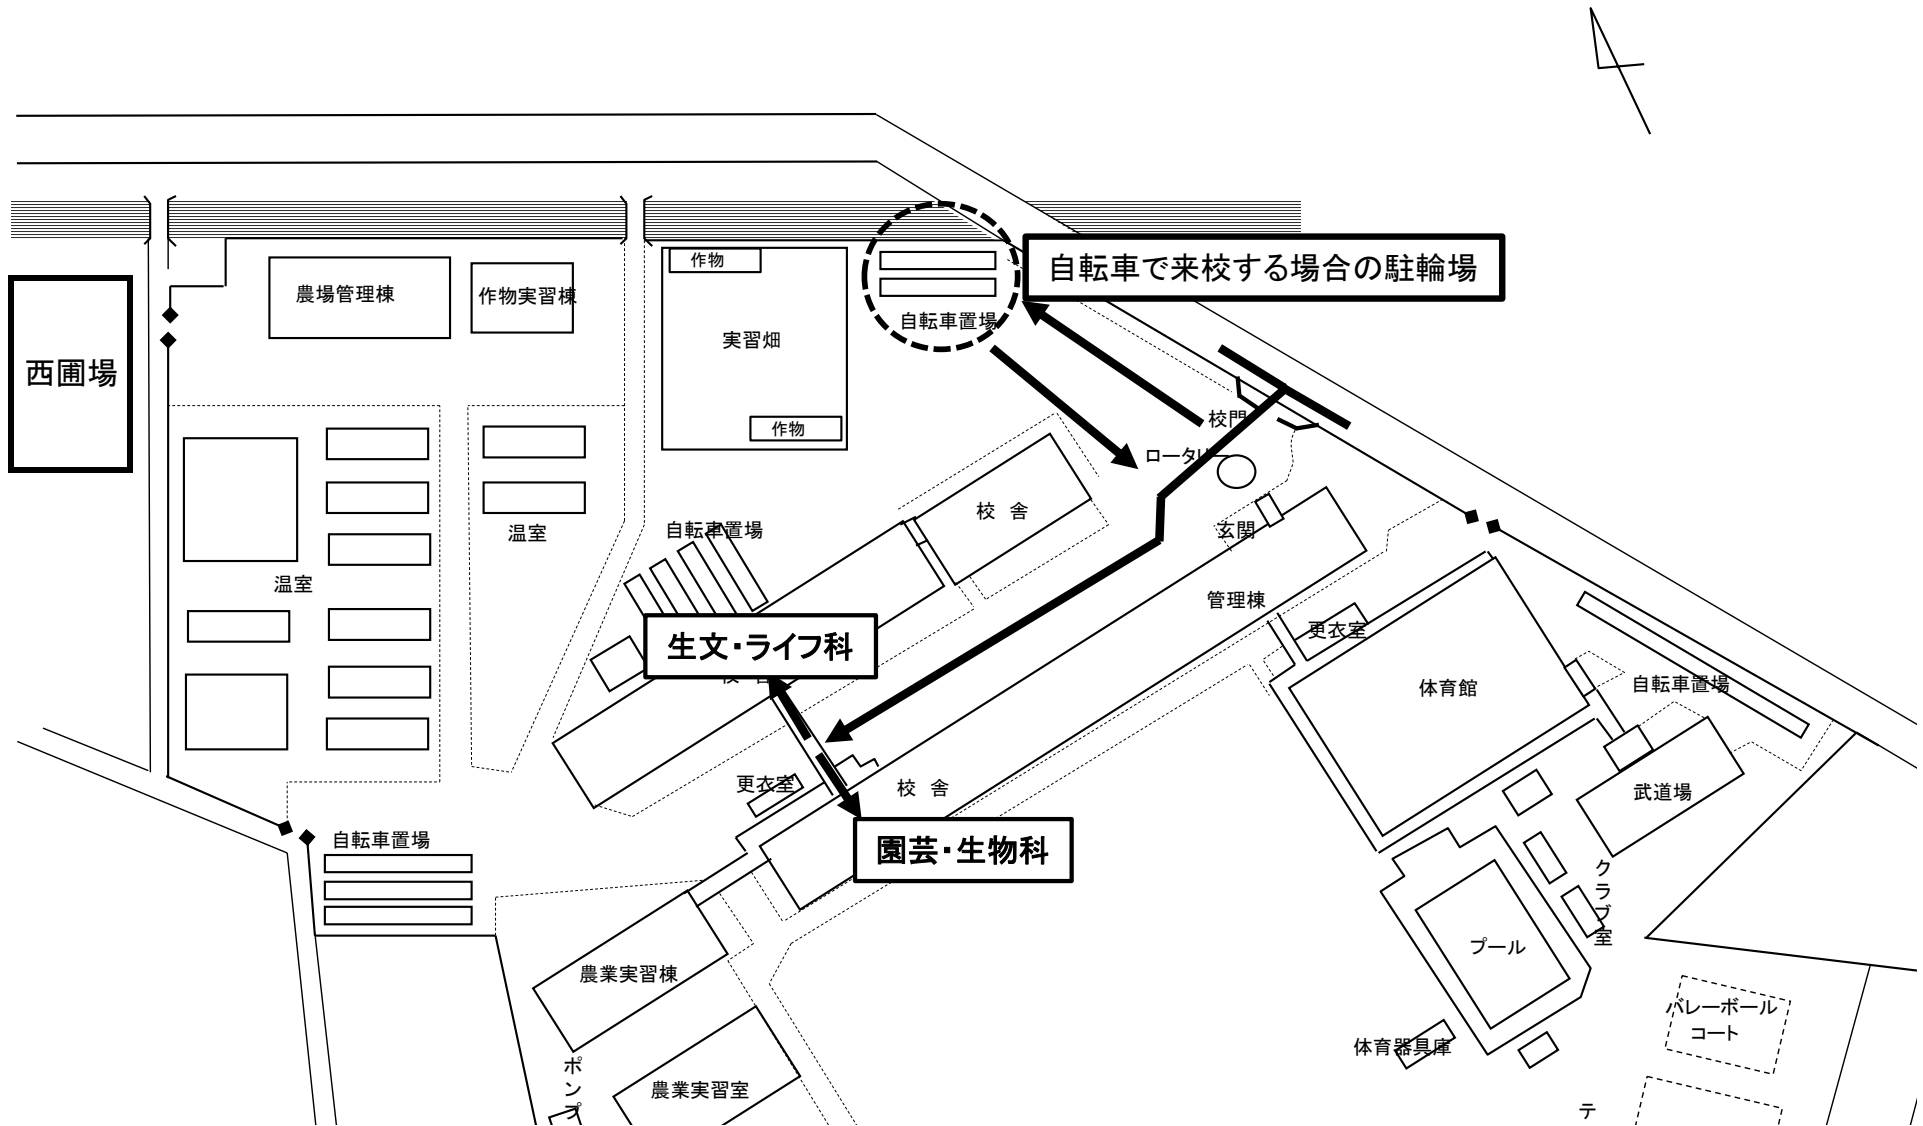 自転車で来校する場合の駐輪場
作物
農場管理棟
作物実習棟
自転車置場
実習畑
西圃場
校門
作物
ロータリー
校 舎
自転車置場
温室
玄関
温室
管理棟
更衣室
生文・ライフ科
校 舎
体育館
自転車置場
更衣室
校 舎
武道場
自転車置場
園芸・生物科
クラブ室
プール
農業実習棟
バレーボール
コート
体育器具庫
ポンプ
農業実習室
テ